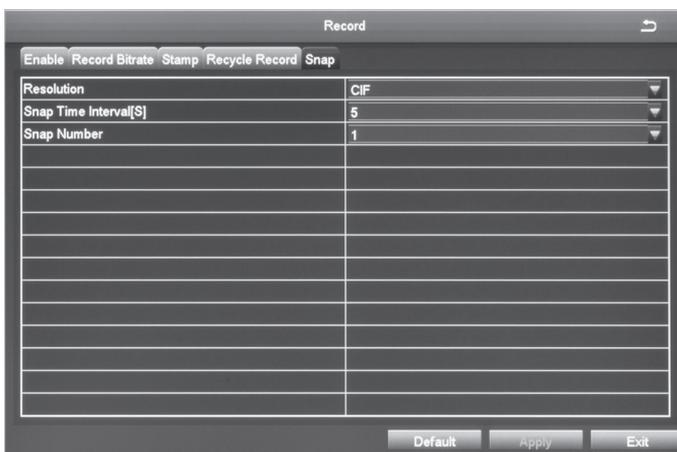 Record
Enable Record Bitrate Stamp Recycle Record Snap
Resolution CIF
Snap Time Interval[S] 5
Snap Number 1
Default Apply Exit